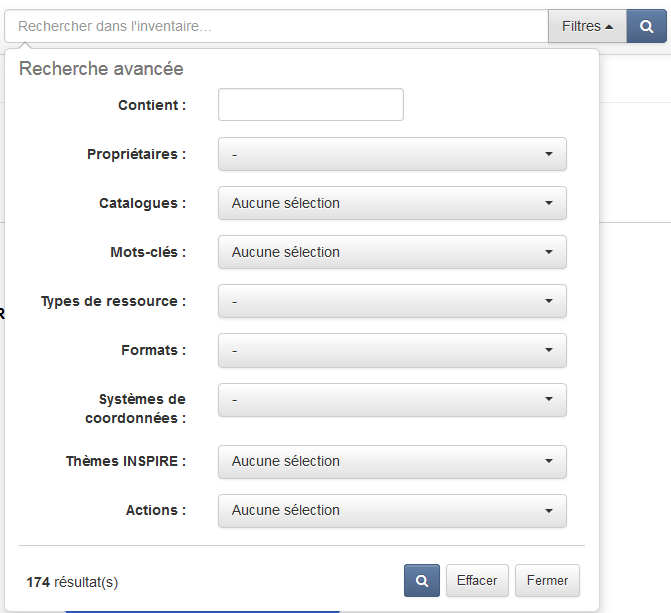 Rechercher dans l'inventaire... Filtres
Recherche avancée
Contient :
Propriétaires : -
Catalogues : Aucune sélection
Mots-clés : Aucune sélection
Types de ressource : -
Formats : -
Systèmes de
coordonnées : -
Thèmes INSPIRE : Aucune sélection
Actions : Aucune sélection
174 résultat(s) Effacer Fermer